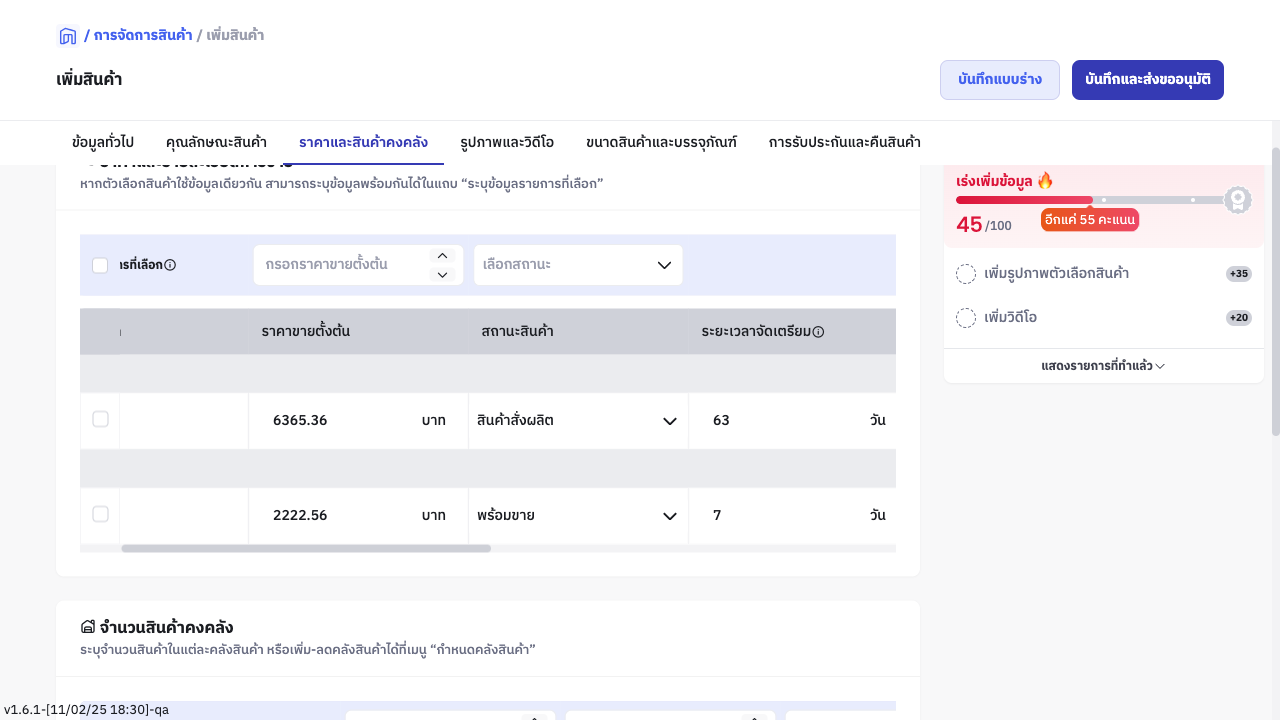 / การจัดการสินค้า / เพิ่มสินค้า
เพิ่มสินค้า
บันทึกแบบร่าง
บันทึกและส่งขออนุมัติ
ข้อมูลทั่วไป
คุณลักษณะสินค้า
ราคาและสินค้าคงคลัง
รูปภาพและวิดีโอ
ขนาดสินค้าและบรรจุภัณฑ์
การรับประกันและคืนสินค้า
หากตัวเลือกสินค้าใช้ข้อมูลเดียวกัน สามารถระบุข้อมูลพร้อมกันได้ในแถบ “ระบุข้อมูลรายการที่เลือก”
ที่เลือก
กรอกราคาขายตั้งต้น
เลือกสถานะ
ราคาขายตั้งต้น
สถานะสินค้า
ระยะเวลาจัดเตรียม
6365.36 บาท
สินค้าสั่งผลิต
63 วัน
2222.56 บาท
พร้อมขาย
7 วัน
จำนวนสินค้าคงคลัง
ระบุจำนวนสินค้าในแต่ละคลังสินค้า หรือเพิ่ม-ลดคลังสินค้าได้ที่เมนู “กำหนดคลังสินค้า”
เร่งเพิ่มข้อมูล 🔥
45/100
อีกแค่ 55 คะแนน
เพิ่มรูปภาพตัวเลือกสินค้า
+35
เพิ่มวิดีโอ
+20
แสดงรายการที่ทำแล้ว
v1.6.1-[11/02/25 18:30]-qa